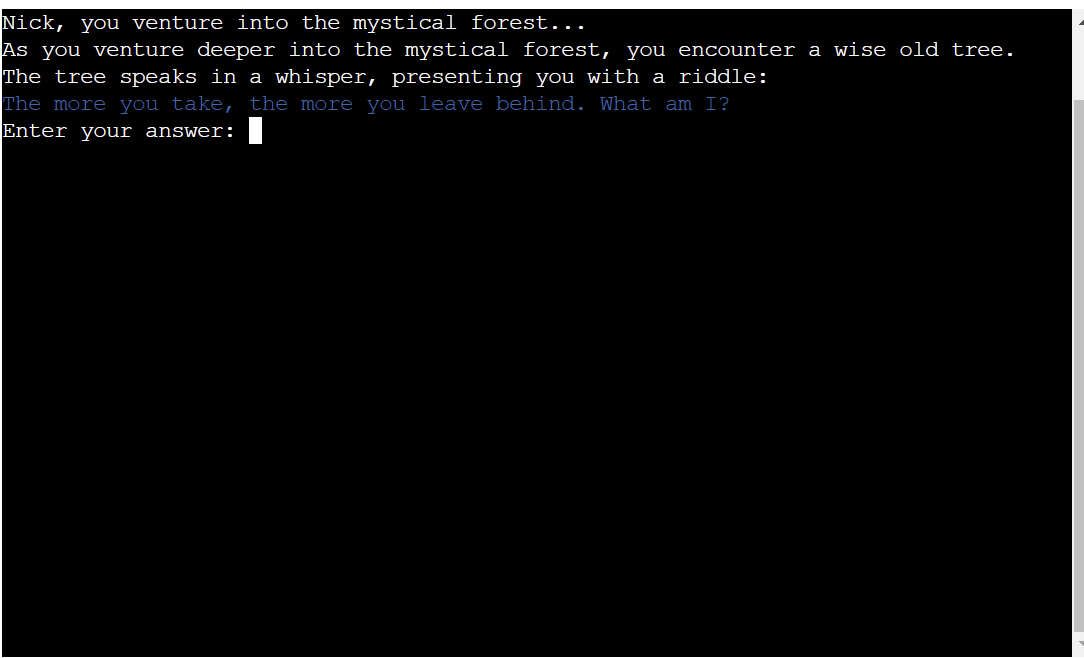 Nick, you venture into the mystical forest...
As you venture deeper into the mystical forest, you encounter a wise old tree.
The tree speaks in a whisper, presenting you with a riddle:
The more you take, the more you leave behind. What am I?
Enter your answer: